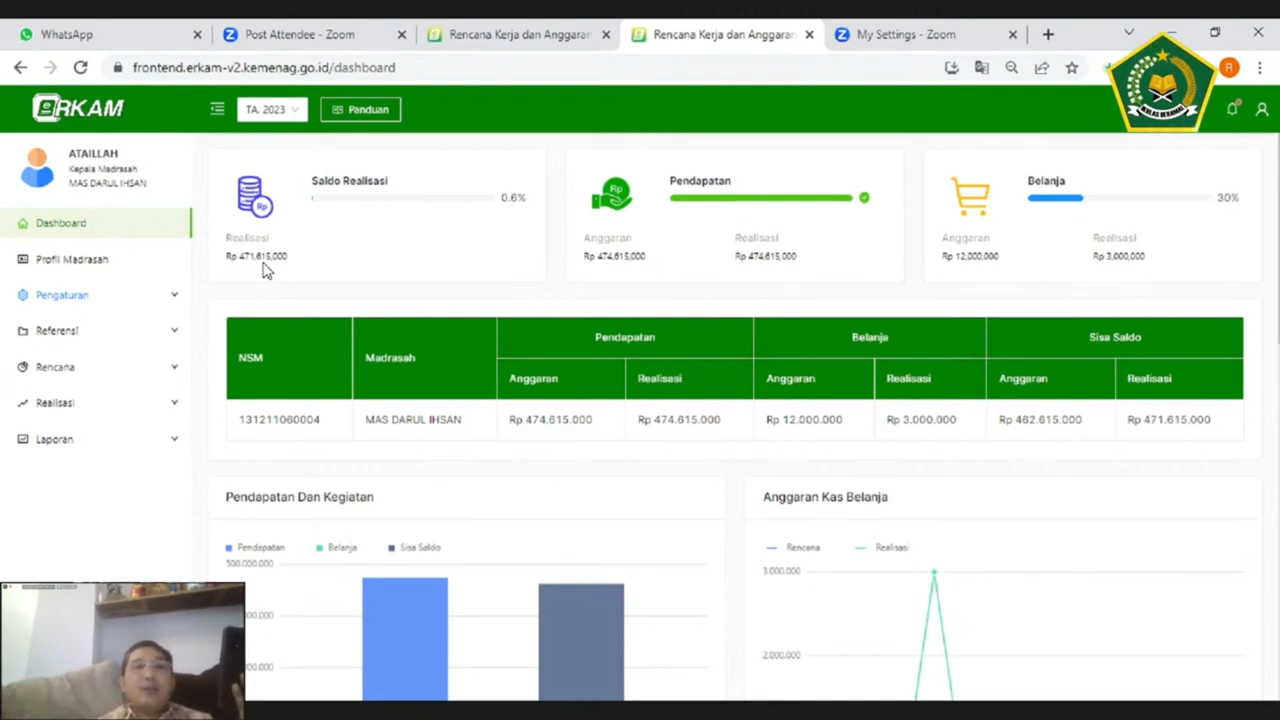 WhatsApp
Post Attendee - Zoom
Rencana Kerja dan Anggaran
Rencana Kerja dan Anggaran
My Settings - Zoom
frontend.erkam-v2.kemenag.go.id/dashboard
eRKAM
TA. 2023
Panduan
ATAILLAH
Kepala Madrasah
MAS DARUL IHSAN
Dashboard
Profil Madrasah
Pengaturan
Referensi
Rencana
Realisasi
Laporan
Saldo Realisasi
0.6%
Realisasi
Rp 471,615,000
Pendapatan
Anggaran Realisasi
Rp 474,615,000 Rp 474,615,000
Belanja
30%
Anggaran Realisasi
Rp 12,000,000 Rp 3,000,000
NSM Madrasah Pendapatan Belanja Sisa Saldo
Anggaran Realisasi Anggaran Realisasi Anggaran Realisasi
131211060004 MAS DARUL IHSAN Rp 474.615.000 Rp 474.615.000 Rp 12.000.000 Rp 3.000.000 Rp 462.615.000 Rp 471.615.000
Pendapatan Dan Kegiatan
Pendapatan Belanja Sisa Saldo
500.000.000
Anggaran Kas Belanja
Rencana Realisasi
3.000.000
2.000.000